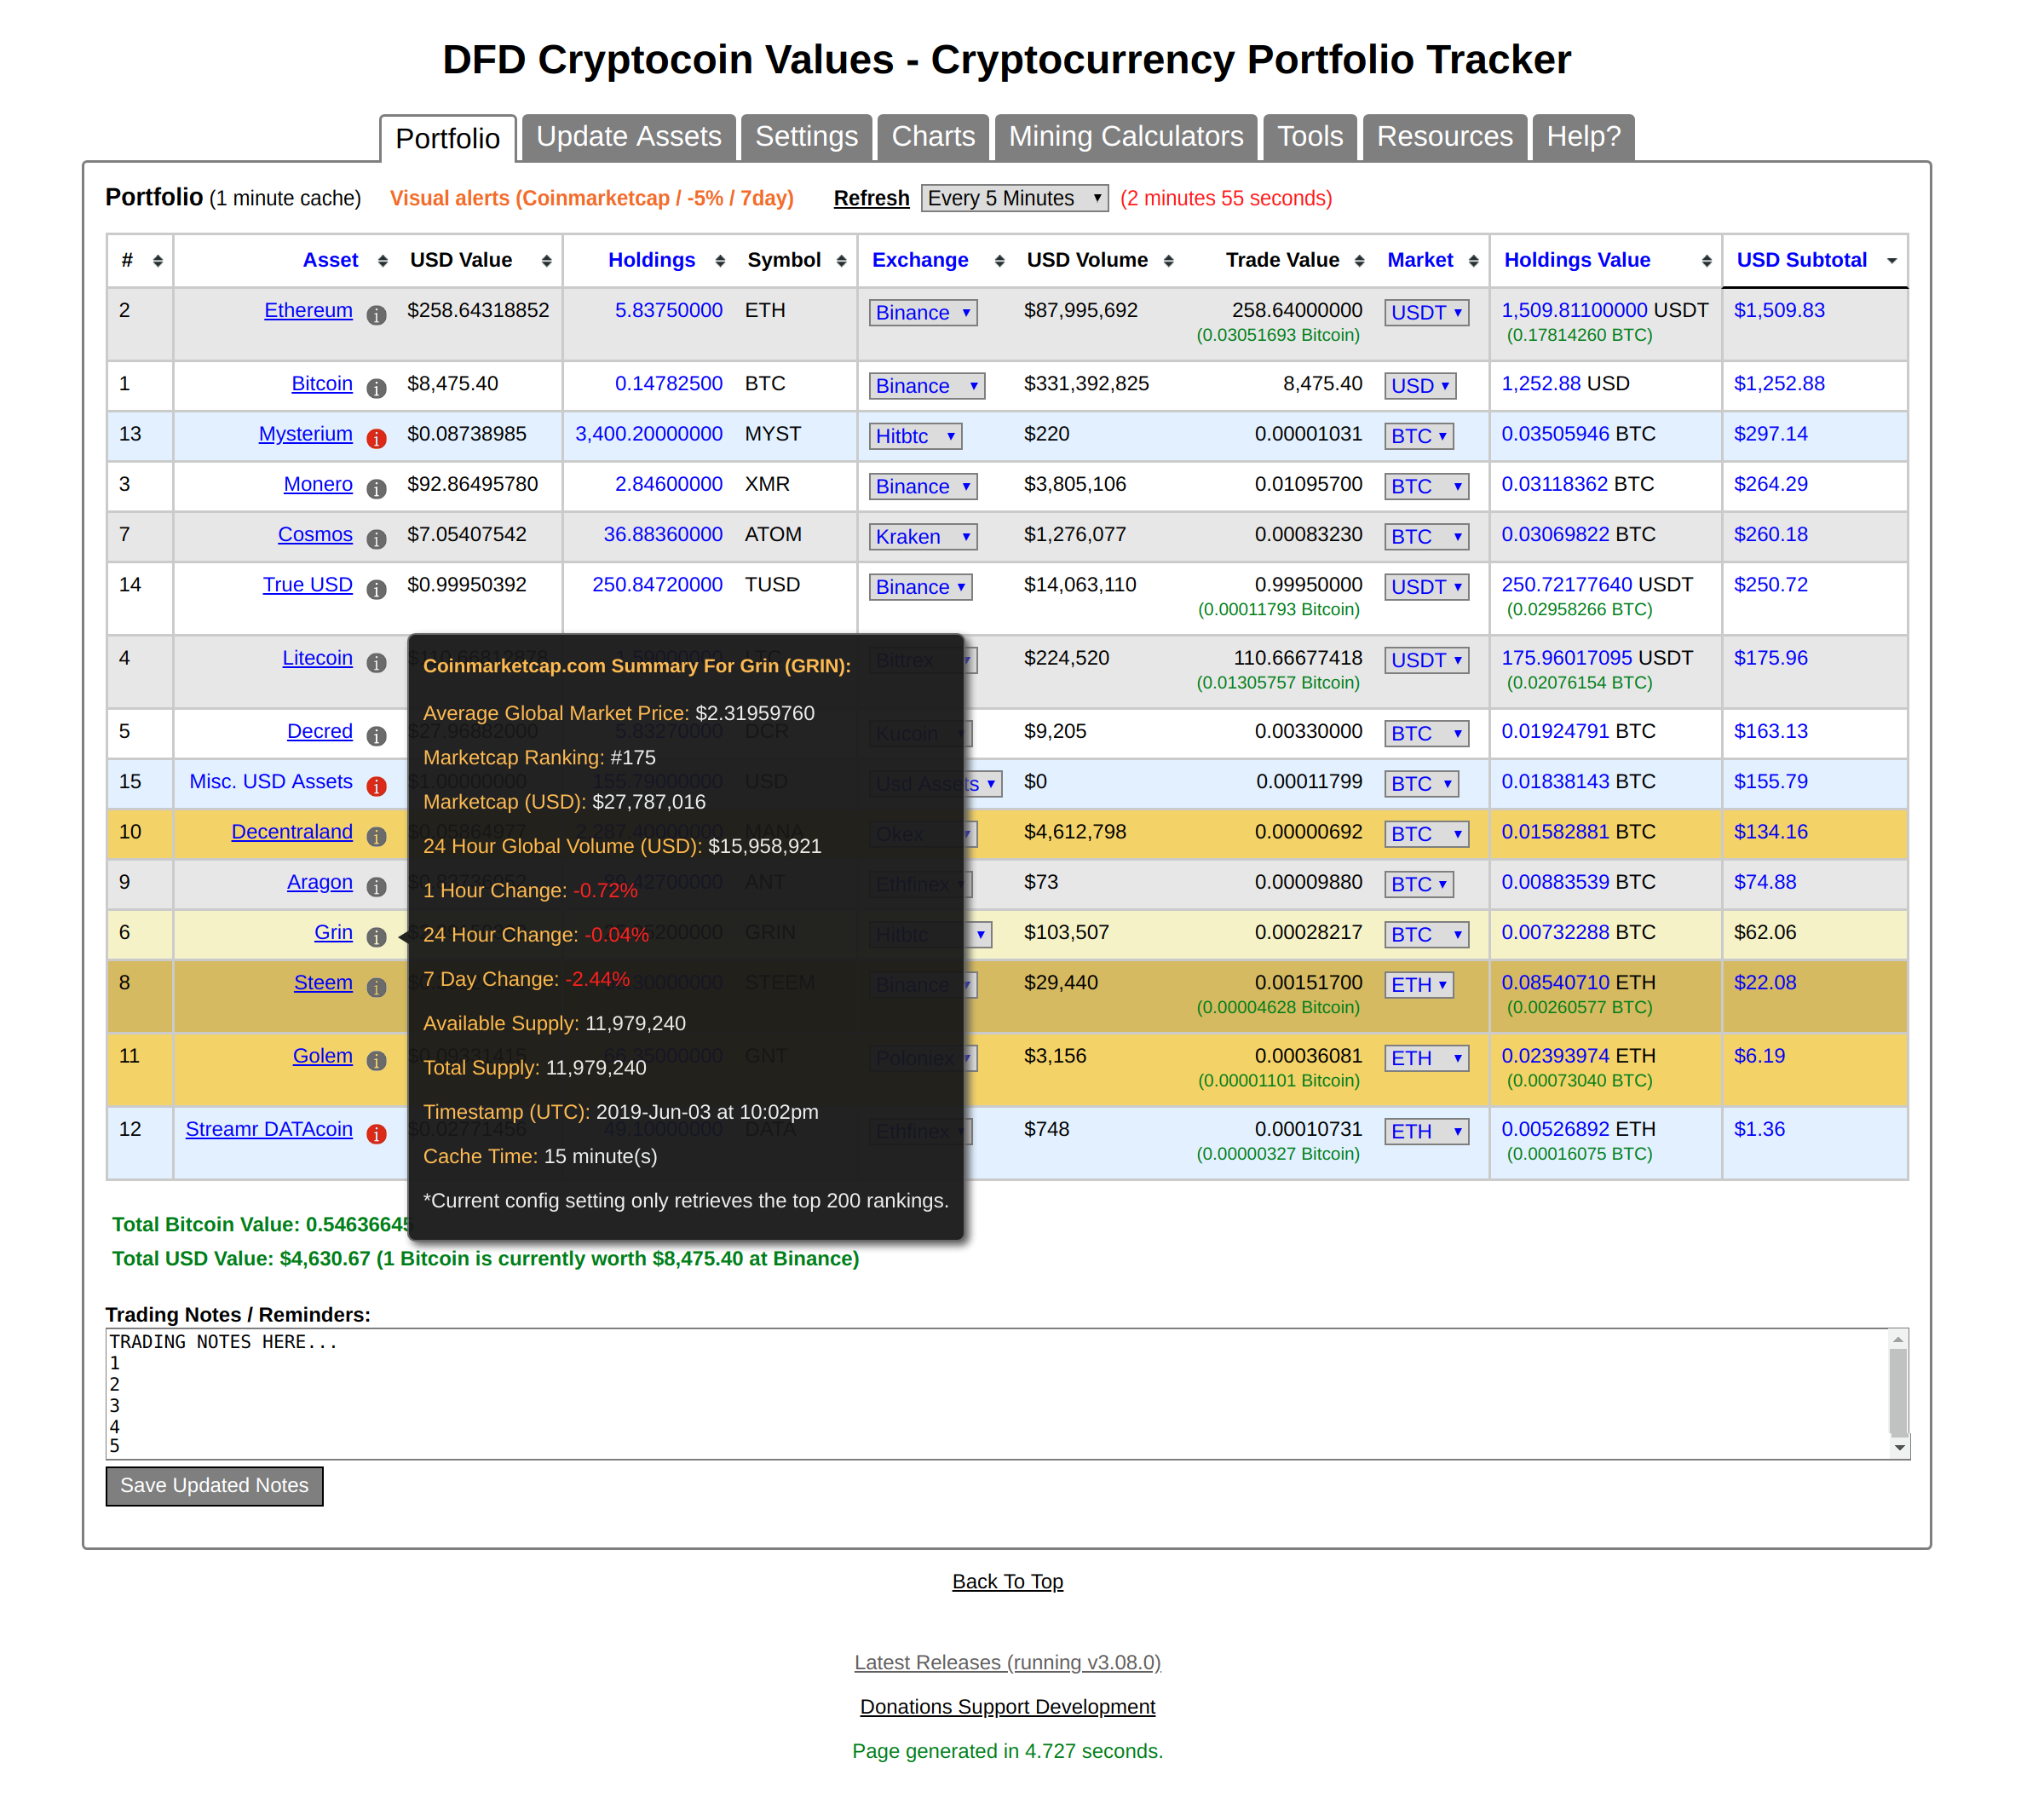 DFD Cryptocoin Values - Cryptocurrency Portfolio Tracker
Portfolio Update Assets Settings Charts Mining Calculators Tools Resources Help?
Portfolio (1 minute cache) Visual alerts (Coinmarketcap / -5% / 7day) Refresh Every 5 Minutes (2 minutes 55 seconds)
# Asset USD Value Holdings Symbol Exchange USD Volume Trade Value Market Holdings Value USD Subtotal
2 Ethereum $258.64318852 5.83750000 ETH Binance $87,995,692 258.64000000 USDT 1,509.81100000 USDT $1,509.83
(0.03051693 Bitcoin) (0.17814260 BTC)
1 Bitcoin $8,475.40 0.14782500 BTC Binance $331,392,825 8,475.40 USD 1,252.88 USD $1,252.88
13 Mysterium $0.08738985 3,400.20000000 MYST Hitbtc $220 0.00001031 BTC 0.03505946 BTC $297.14
3 Monero $92.86495780 2.84600000 XMR Binance $3,805,106 0.01095700 BTC 0.03118362 BTC $264.29
7 Cosmos $7.05407542 36.88360000 ATOM Kraken $1,276,077 0.00083230 BTC 0.03069822 BTC $260.18
14 True USD $0.99950392 250.84720000 TUSD Binance $14,063,110 0.99950000 USDT 250.72177640 USDT $250.72
(0.00011793 Bitcoin) (0.02958266 BTC)
4 Litecoin Bittrex $224,520 110.66677418 USDT 175.96017095 USDT $175.96
(0.01305757 Bitcoin) (0.02076154 BTC)
5 Decred DCR Kucoin $9,205 0.00330000 BTC 0.01924791 BTC $163.13
15 Misc. USD Assets $1.00000000 155.79000000 USD Usd Assets $0 0.00011799 BTC 0.01838143 BTC $155.79
10 Decentraland MANA Okex $4,612,798 0.00000692 BTC 0.01582881 BTC $134.16
9 Aragon ANT Ethfinex $73 0.00009880 BTC 0.00883539 BTC $74.88
6 Grin GRIN Hitbtc $103,507 0.00028217 BTC 0.00732288 BTC $62.06
8 Steem STEEM Binance $29,440 0.00151700 ETH 0.08540710 ETH $22.08
(0.00004628 Bitcoin) (0.00260577 BTC)
11 Golem GNT Poloniex $3,156 0.00036081 ETH 0.02393974 ETH $6.19
(0.00001101 Bitcoin) (0.00073040 BTC)
12 Streamr DATAcoin $0.02771456 49.10000000 DATA Ethfinex $748 0.00010731 ETH 0.00526892 ETH $1.36
(0.00000327 Bitcoin) (0.00016075 BTC)
Coinmarketcap.com Summary For Grin (GRIN):
Average Global Market Price: $2.31959760
Marketcap Ranking: #175
Marketcap (USD): $27,787,016
24 Hour Global Volume (USD): $15,958,921
1 Hour Change: -0.72%
24 Hour Change: -0.04%
7 Day Change: -2.44%
Available Supply: 11,979,240
Total Supply: 11,979,240
Timestamp (UTC): 2019-Jun-03 at 10:02pm
Cache Time: 15 minute(s)
*Current config setting only retrieves the top 200 rankings.
Total Bitcoin Value: 0.54636645
Total USD Value: $4,630.67 (1 Bitcoin is currently worth $8,475.40 at Binance)
Trading Notes / Reminders:
TRADING NOTES HERE...
1
2
3
4
5
Save Updated Notes
Back To Top
Latest Releases (running v3.08.0)
Donations Support Development
Page generated in 4.727 seconds.